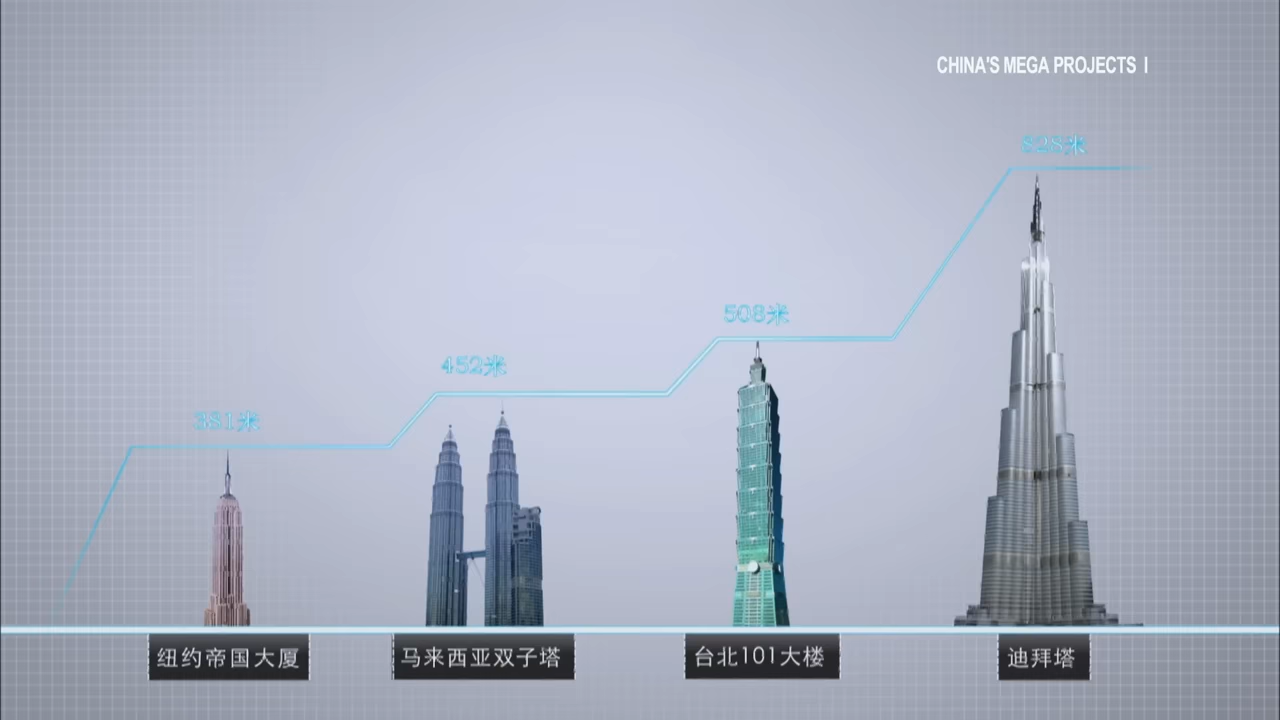 CHINA'S MEGA PROJECTS I
828米
508米
452米
381米
纽约帝国大厦
马来西亚双子塔
台北101大楼
迪拜塔